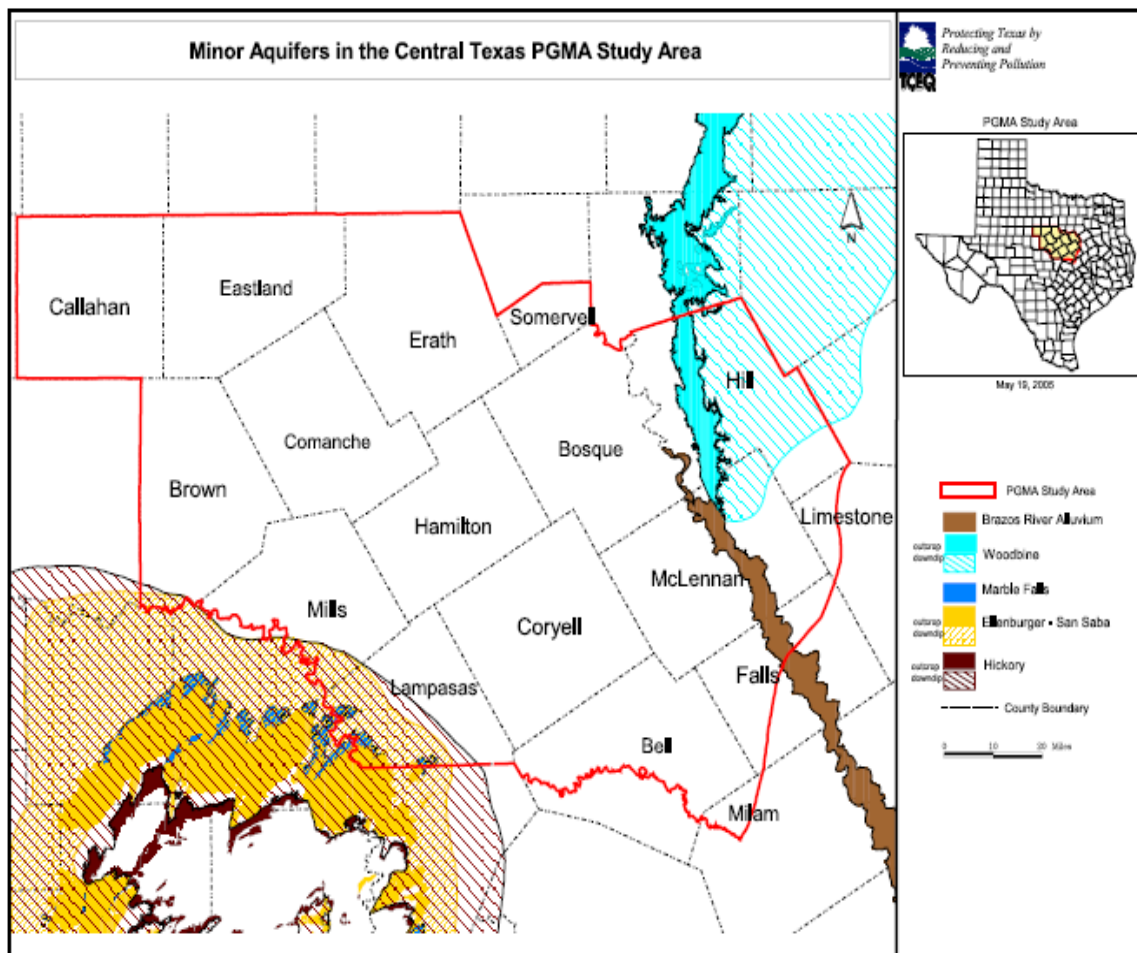 Minor Aquifers in the Central Texas PGMA Study Area
Protecting Texas by
Reducing and
Preventing Pollution
TCEQ
PGMA Study Area
May 19, 2005
N
Callahan
Eastland
Erath
Somervell
Hill
Comanche
Bosque
Brown
Hamilton
Limestone
McLennan
Mills
Coryell
Lampasas
Falls
Bell
Milam
PGMA Study Area
Brazos River Alluvium
outcrop
downdip
Woodbine
Marble Falls
outcrop
downdip
Ellenburger - San Saba
outcrop
downdip
Hickory
County Boundary
0 10 20 Miles